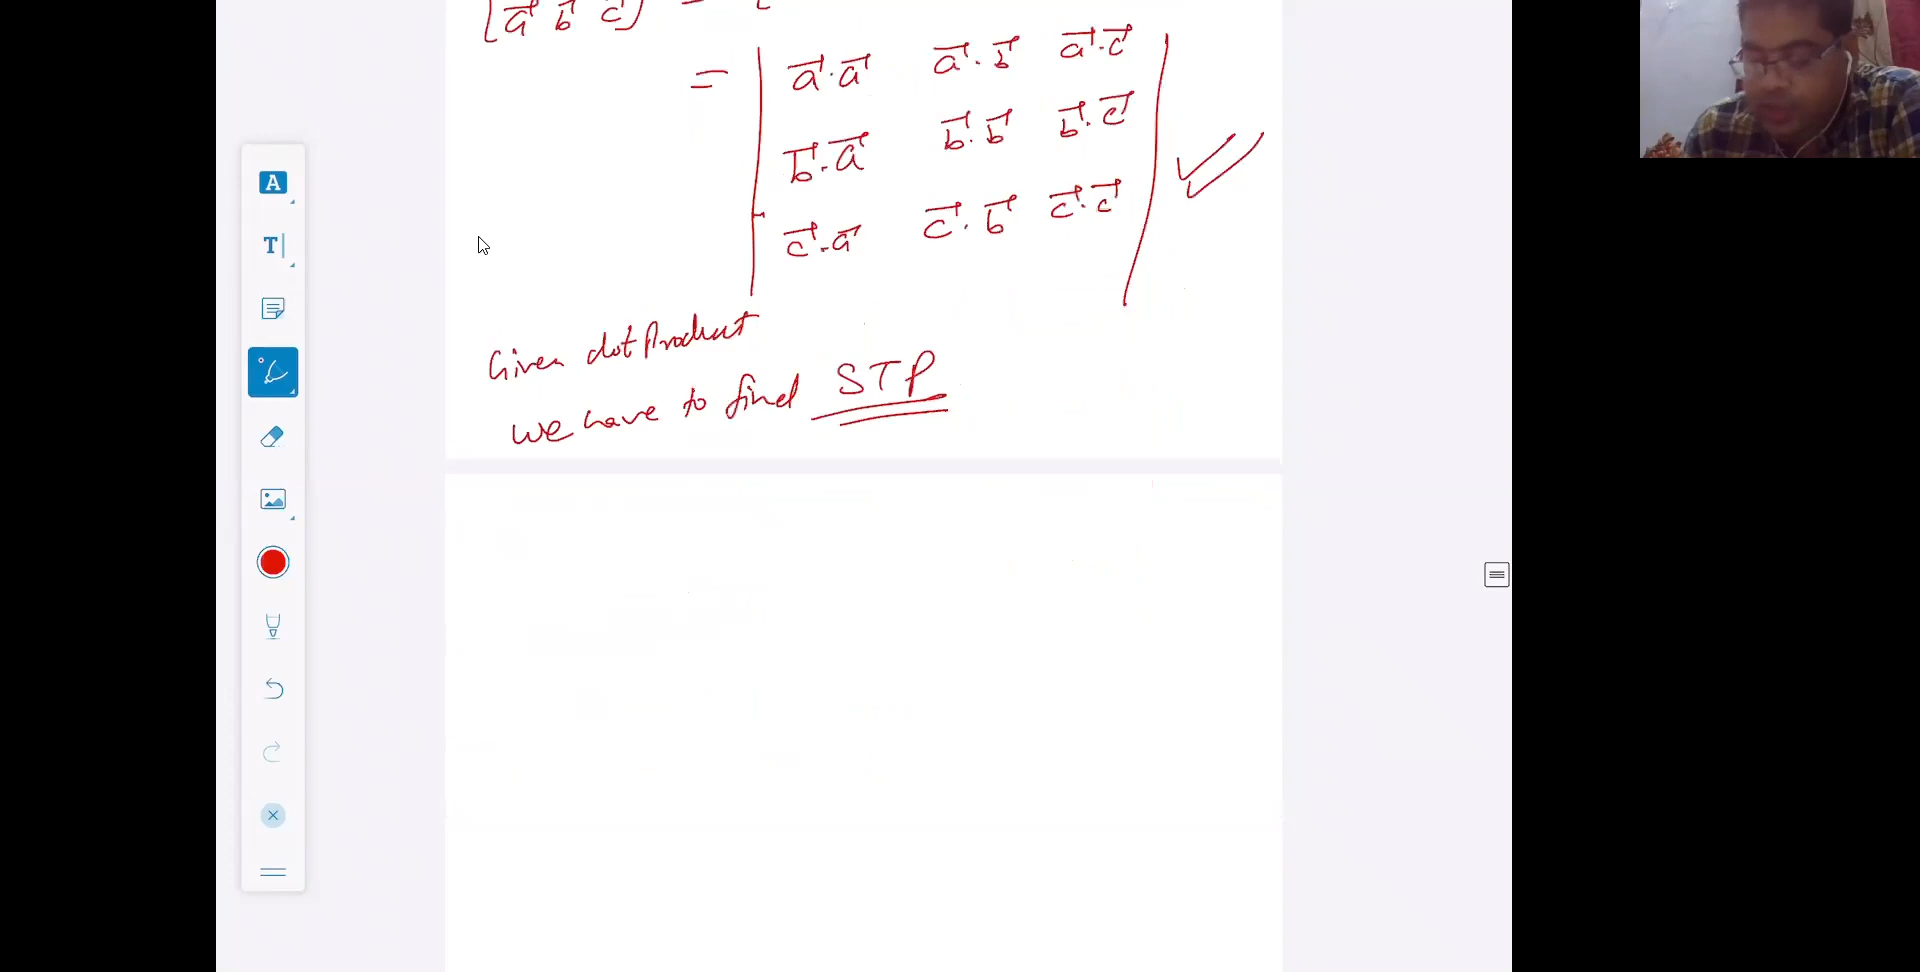 [a⃗ b⃗ c⃗] = [
= | a⃗·a⃗ a⃗·b⃗ a⃗·c⃗ |
b⃗·a⃗ b⃗·b⃗ b⃗·c⃗
c⃗·a⃗ c⃗·b⃗ c⃗·c⃗
Given dot Product
we have to find STP
A
T